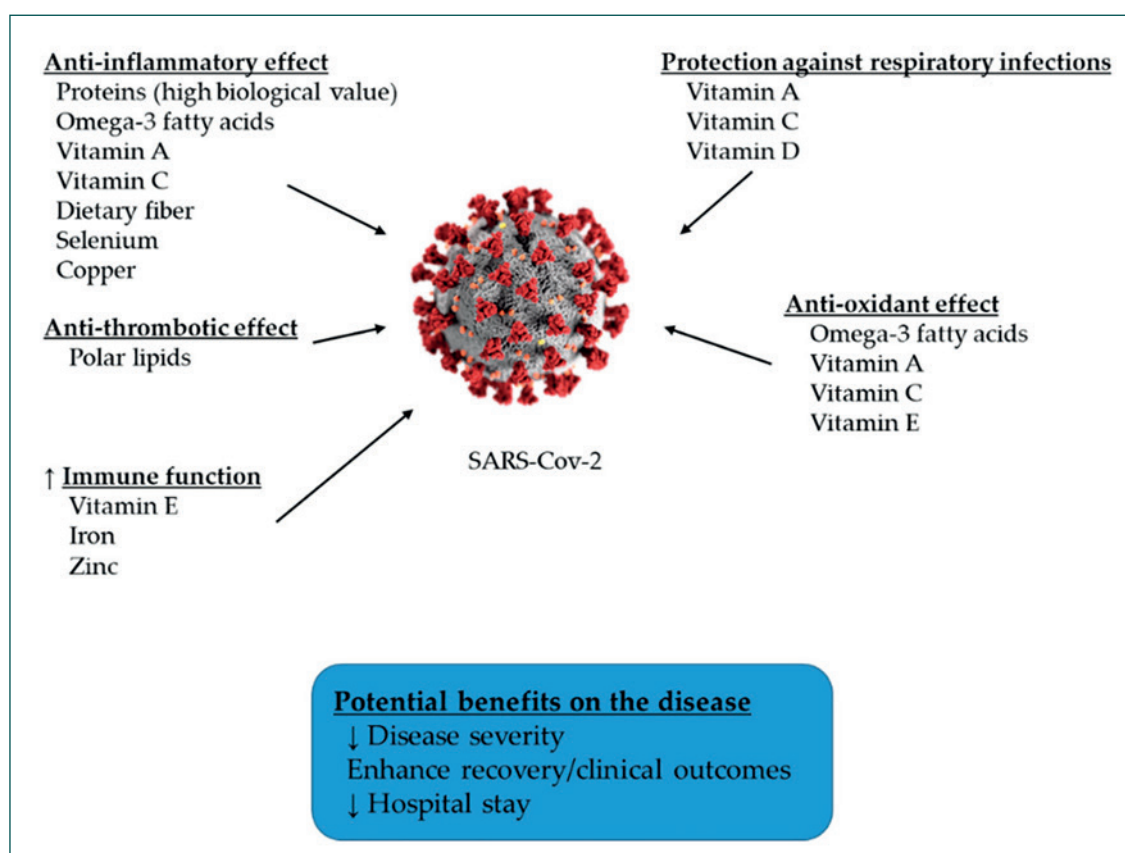 Anti-inflammatory effect
Proteins (high biological value)
Omega-3 fatty acids
Vitamin A
Vitamin C
Dietary fiber
Selenium
Copper
Anti-thrombotic effect
Polar lipids
↑ Immune function
Vitamin E
Iron
Zinc
Protection against respiratory infections
Vitamin A
Vitamin C
Vitamin D
Anti-oxidant effect
Omega-3 fatty acids
Vitamin A
Vitamin C
Vitamin E
SARS-Cov-2
Potential benefits on the disease
↓ Disease severity
Enhance recovery/clinical outcomes
↓ Hospital stay